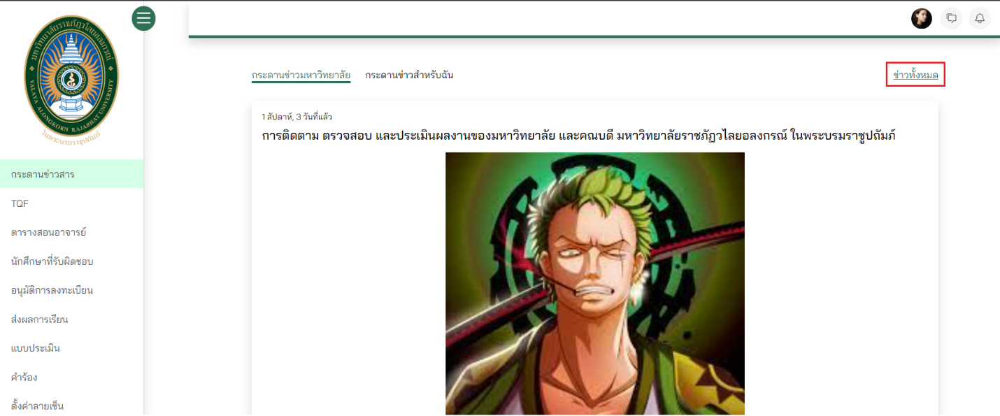 มหาวิทยาลัยราชภัฏวไลยอลงกรณ์
VALAYA ALONGKORN RAJABHAT UNIVERSITY
ในพระบรมราชูปถัมภ์
กระดานข่าวมหาวิทยาลัย กระดานข่าวสำหรับฉัน ข่าวทั้งหมด
1 สัปดาห์, 3 วันที่แล้ว
การติดตาม ตรวจสอบ และประเมินผลงานของมหาวิทยาลัย และคณบดี มหาวิทยาลัยราชภัฏวไลยอลงกรณ์ ในพระบรมราชูปถัมภ์
กระดานข่าวสาร
TQF
ตารางสอนอาจารย์
นักศึกษาที่รับผิดชอบ
อนุมัติการลงทะเบียน
ส่งผลการเรียน
แบบประเมิน
คำร้อง
ตั้งค่าลายเซ็น